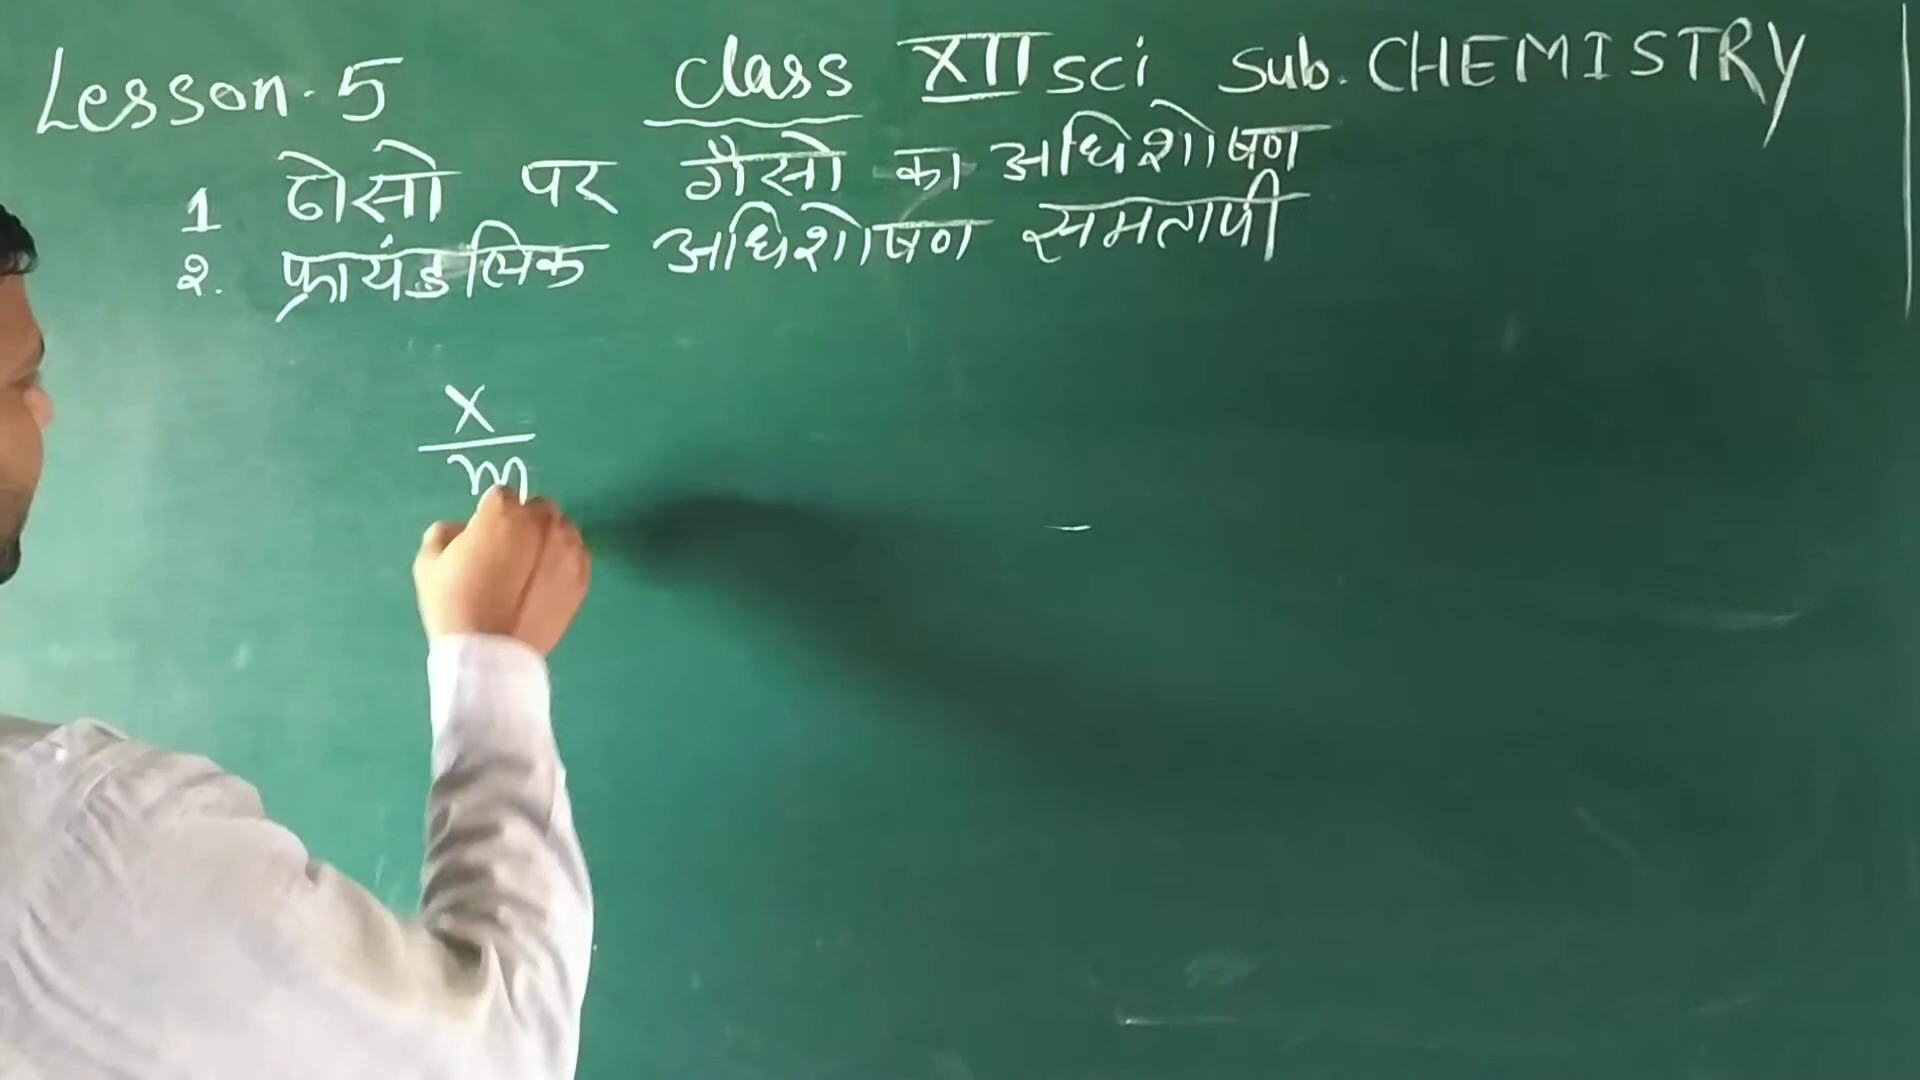 Lesson. 5 class XII sci Sub. CHEMISTRY
1 ठोसो पर गैसो का अधिशोषण
२. फ्रायंडलिक अधिशोषण समतापी
x
m